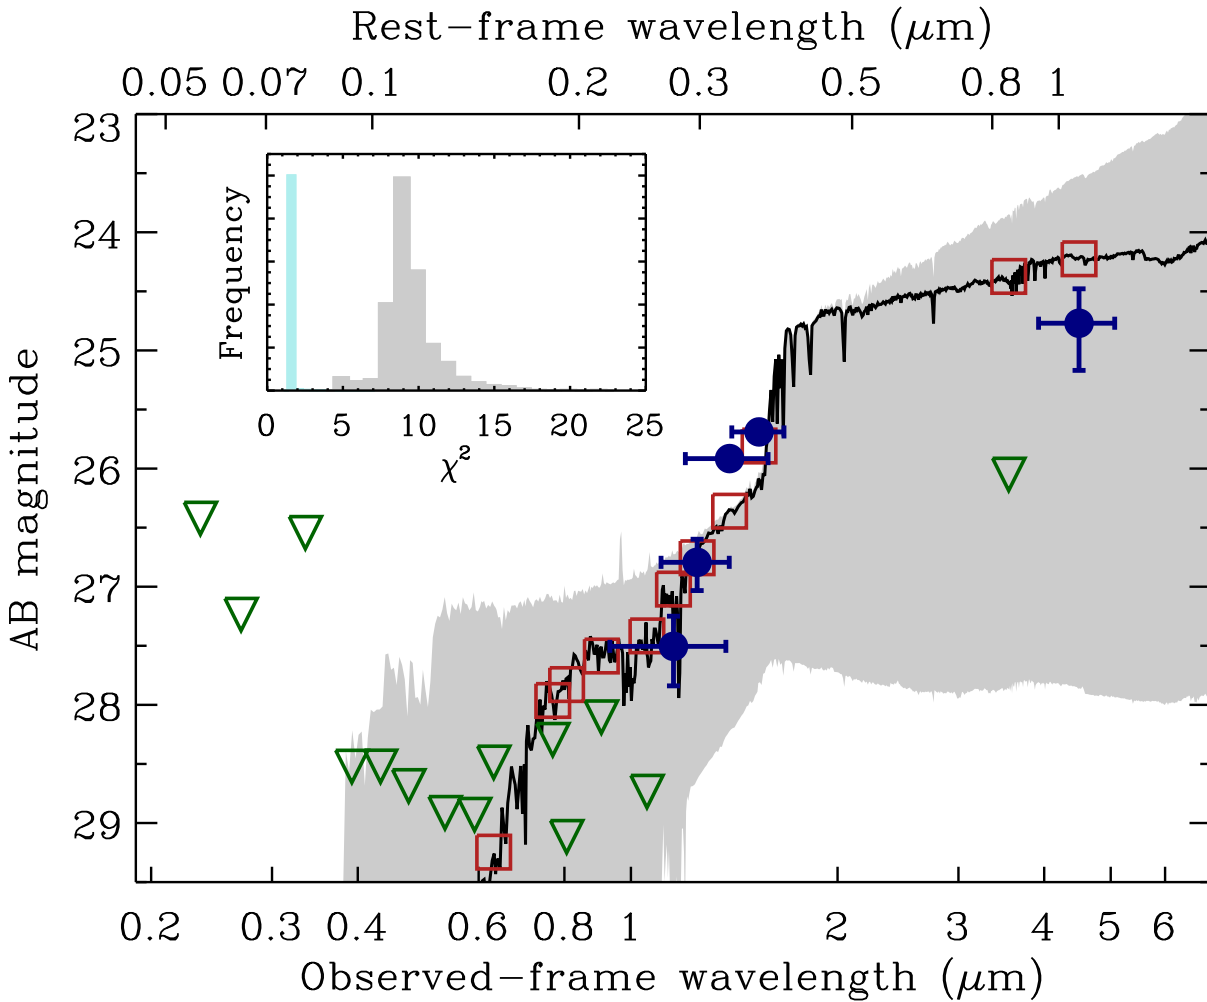 Rest−frame wavelength (μm)
0.05 0.07 0.1 0.2 0.3 0.5 0.8 1
23
24
25
26
27
28
29
AB magnitude
Frequency
0 5 10 15 20 25
χ²
0.2 0.3 0.4 0.6 0.8 1 2 3 4 5 6
Observed−frame wavelength (μm)